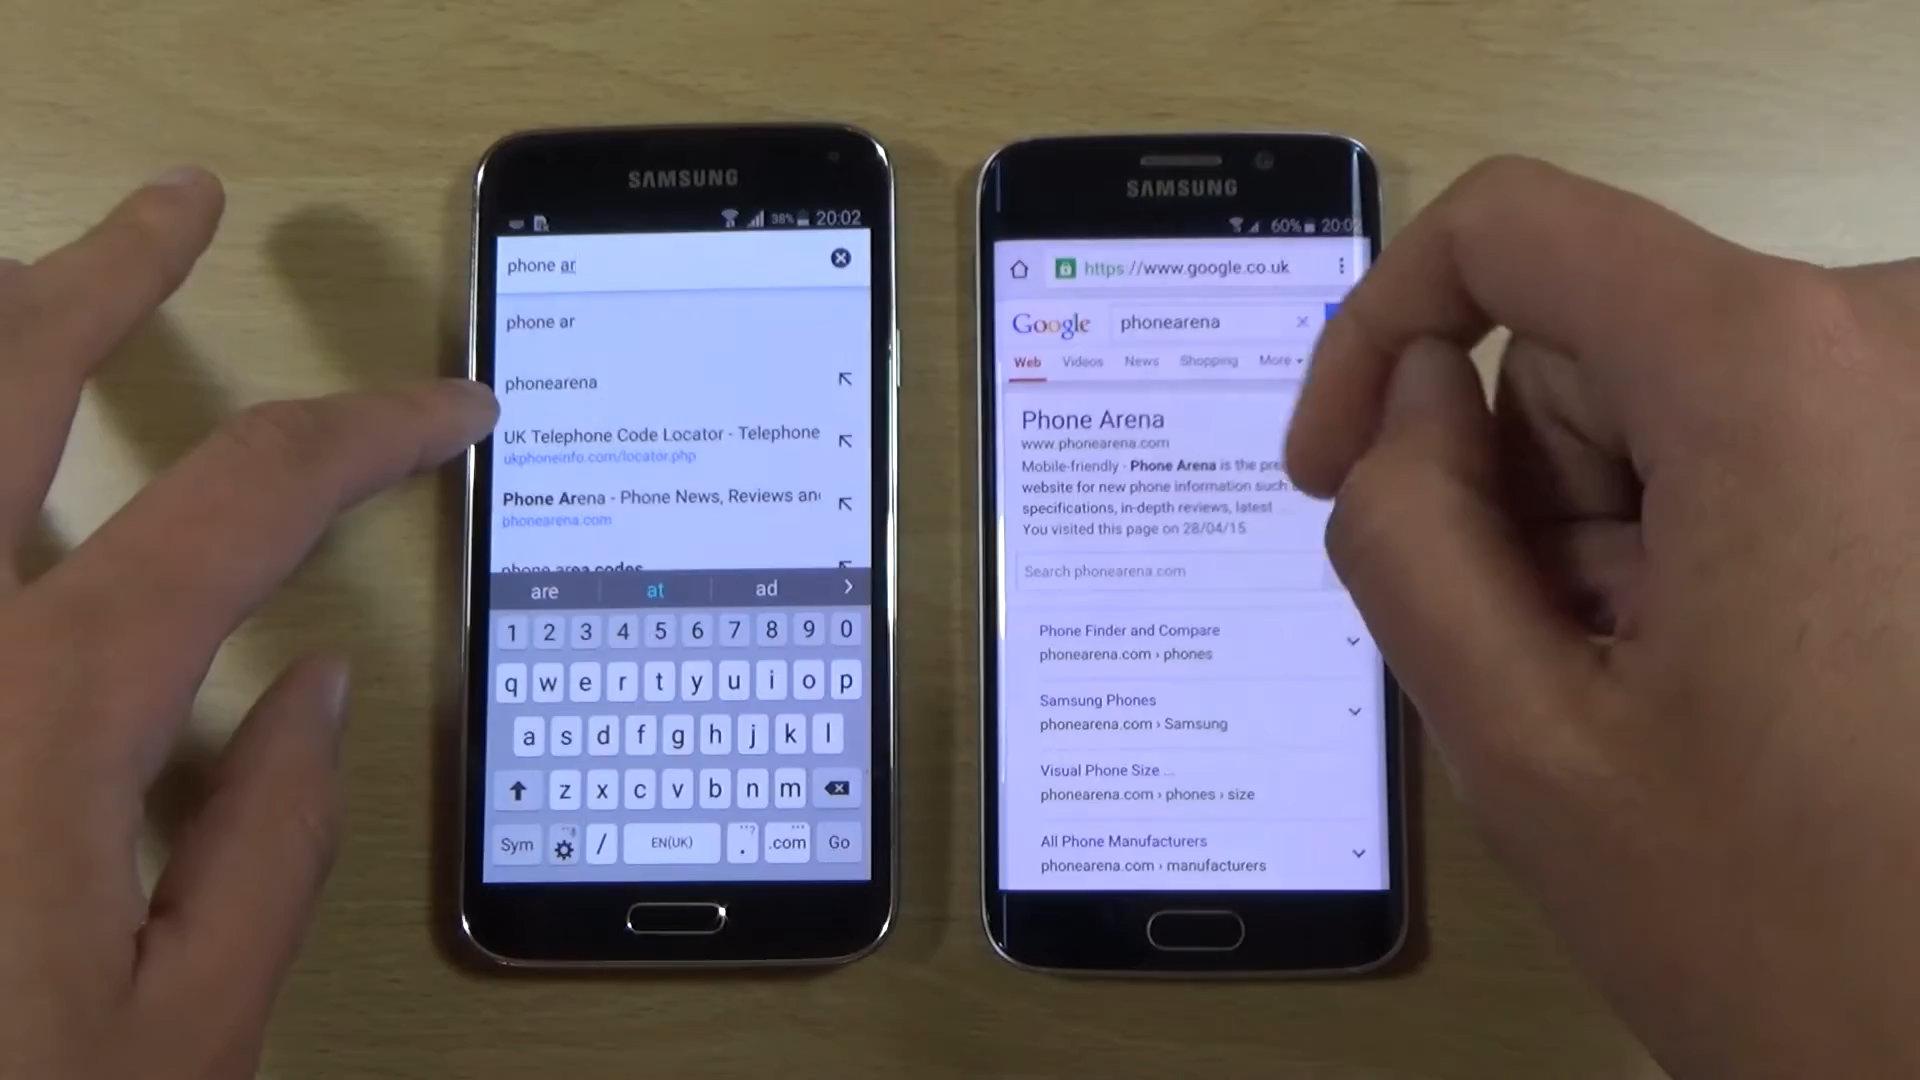 SAMSUNG
38% 20:02
phone ar
phone ar
phonearena
UK Telephone Code Locator - Telephone
ukphoneinfo.com/locator.php
Phone Arena - Phone News, Reviews an
phonearena.com
phone area codes
are at ad
1 2 3 4 5 6 7 8 9 0
q w e r t y u i o p
a s d f g h j k l
z x c v b n m
Sym / EN(UK) . .com Go
SAMSUNG
60% 20:02
https://www.google.co.uk
Google phonearena
Web Videos News Shopping More
Phone Arena
www.phonearena.com
Mobile-friendly - Phone Arena is the pre
website for new phone information such
specifications, in-depth reviews, latest
You visited this page on 28/04/15
Search phonearena.com
Phone Finder and Compare
phonearena.com › phones
Samsung Phones
phonearena.com › Samsung
Visual Phone Size ...
phonearena.com › phones › size
All Phone Manufacturers
phonearena.com › manufacturers